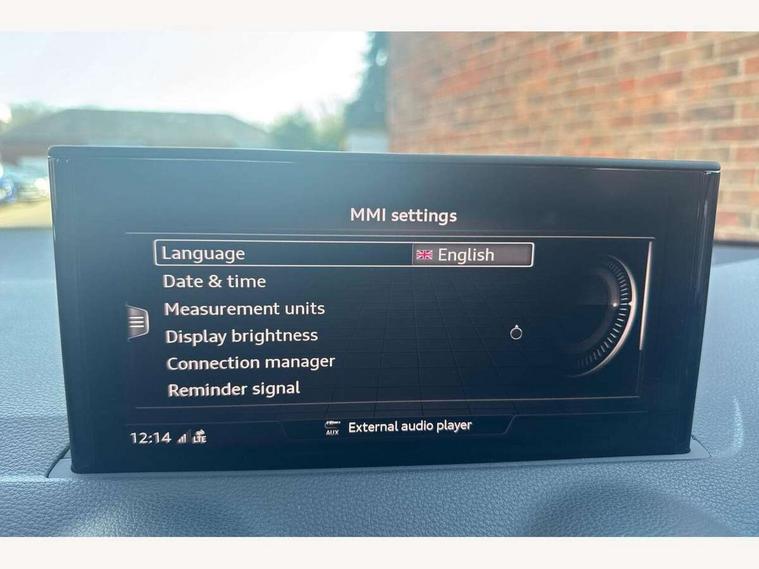 MMI settings
Language English
Date & time
Measurement units
Display brightness
Connection manager
Reminder signal
12:14 LTE AUX External audio player